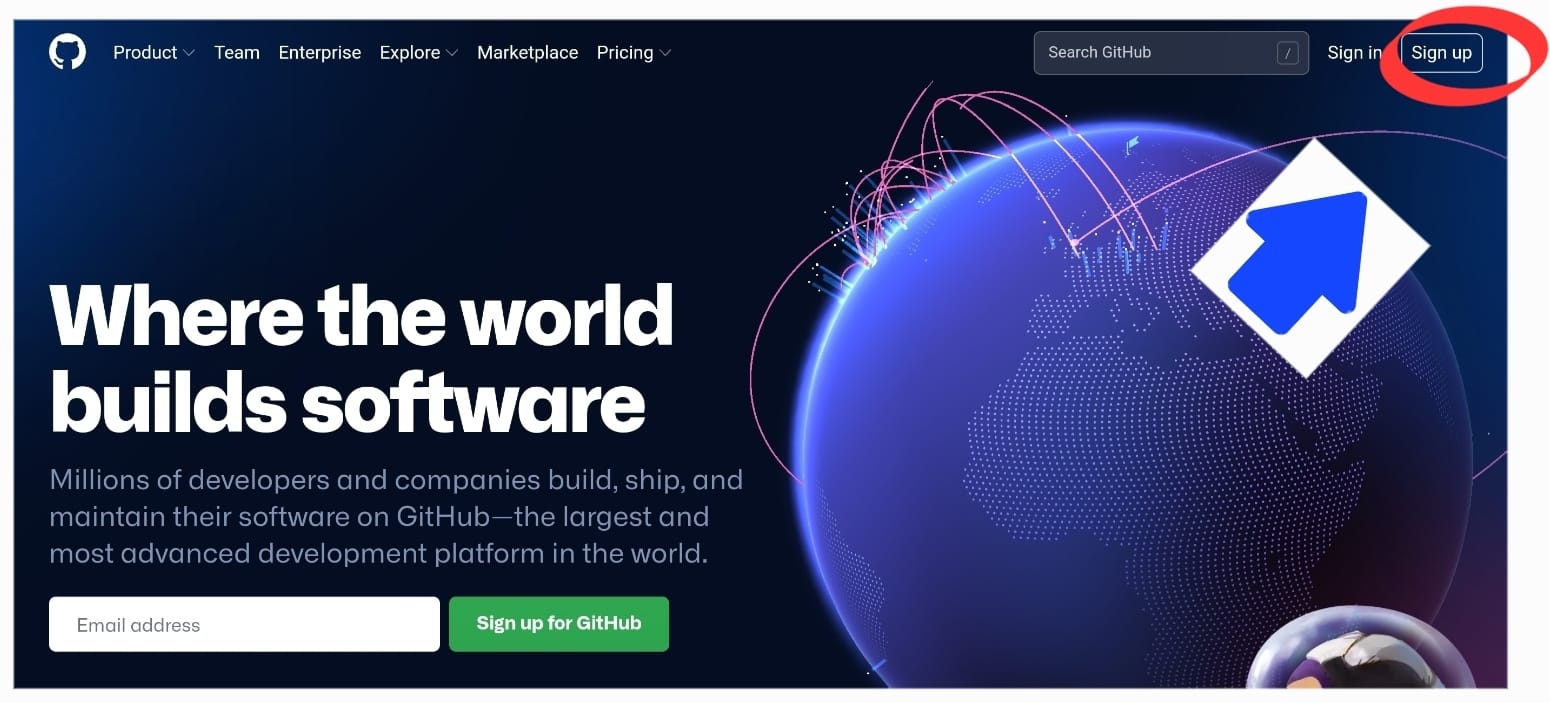 Product Team Enterprise Explore Marketplace Pricing Search GitHub / Sign in Sign up
Where the world
builds software
Millions of developers and companies build, ship, and
maintain their software on GitHub—the largest and
most advanced development platform in the world.
Email address Sign up for GitHub